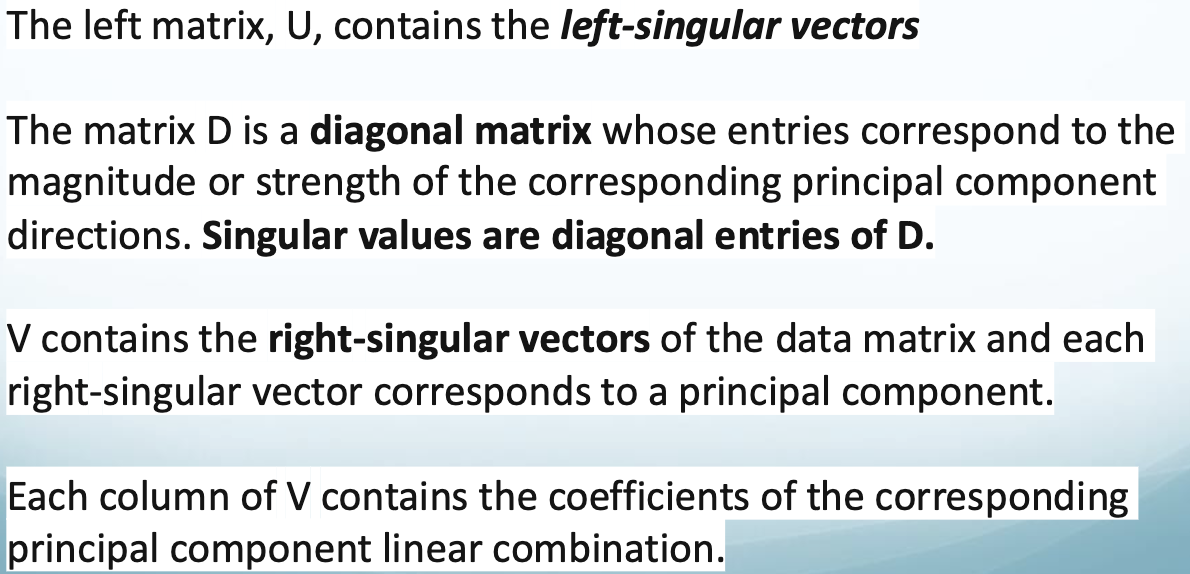 The left matrix, U, contains the left-singular vectors
The matrix D is a diagonal matrix whose entries correspond to the
magnitude or strength of the corresponding principal component
directions. Singular values are diagonal entries of D.
V contains the right-singular vectors of the data matrix and each
right-singular vector corresponds to a principal component.
Each column of V contains the coefficients of the corresponding
principal component linear combination.